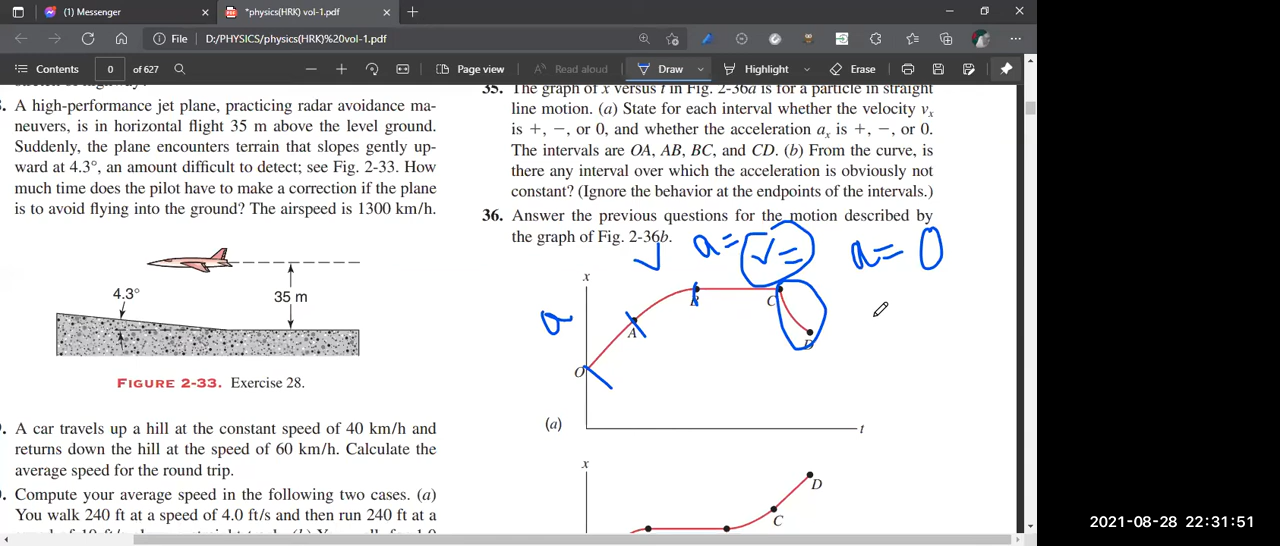 (1) Messenger
*physics(HRK) vol-1.pdf
File D:/PHYSICS/physics(HRK)%20vol-1.pdf
Contents 0 of 627 Page view Read aloud Draw Highlight Erase
A high-performance jet plane, practicing radar avoidance ma-
neuvers, is in horizontal flight 35 m above the level ground.
Suddenly, the plane encounters terrain that slopes gently up-
ward at 4.3°, an amount difficult to detect; see Fig. 2-33. How
much time does the pilot have to make a correction if the plane
is to avoid flying into the ground? The airspeed is 1300 km/h.
4.3°
35 m
FIGURE 2-33. Exercise 28.
A car travels up a hill at the constant speed of 40 km/h and
returns down the hill at the speed of 60 km/h. Calculate the
average speed for the round trip.
Compute your average speed in the following two cases. (a)
You walk 240 ft at a speed of 4.0 ft/s and then run 240 ft at a
35. The graph of x versus t in Fig. 2-36a is for a particle in straight
line motion. (a) State for each interval whether the velocity vₓ
is +, −, or 0, and whether the acceleration aₓ is +, −, or 0.
The intervals are OA, AB, BC, and CD. (b) From the curve, is
there any interval over which the acceleration is obviously not
constant? (Ignore the behavior at the endpoints of the intervals.)
36. Answer the previous questions for the motion described by
the graph of Fig. 2-36b.
a =
a = 0
x
B
C
a
A
D
O
(a)
t
x
D
C
2021-08-28 22:31:51